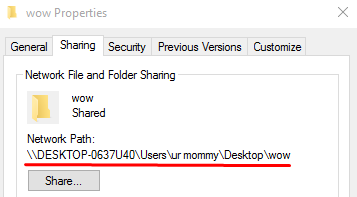 wow Properties
General Sharing Security Previous Versions Customize
Network File and Folder Sharing
wow
Shared
Network Path:
\\DESKTOP-0637U40\Users\ur mommy\Desktop\wow
Share...